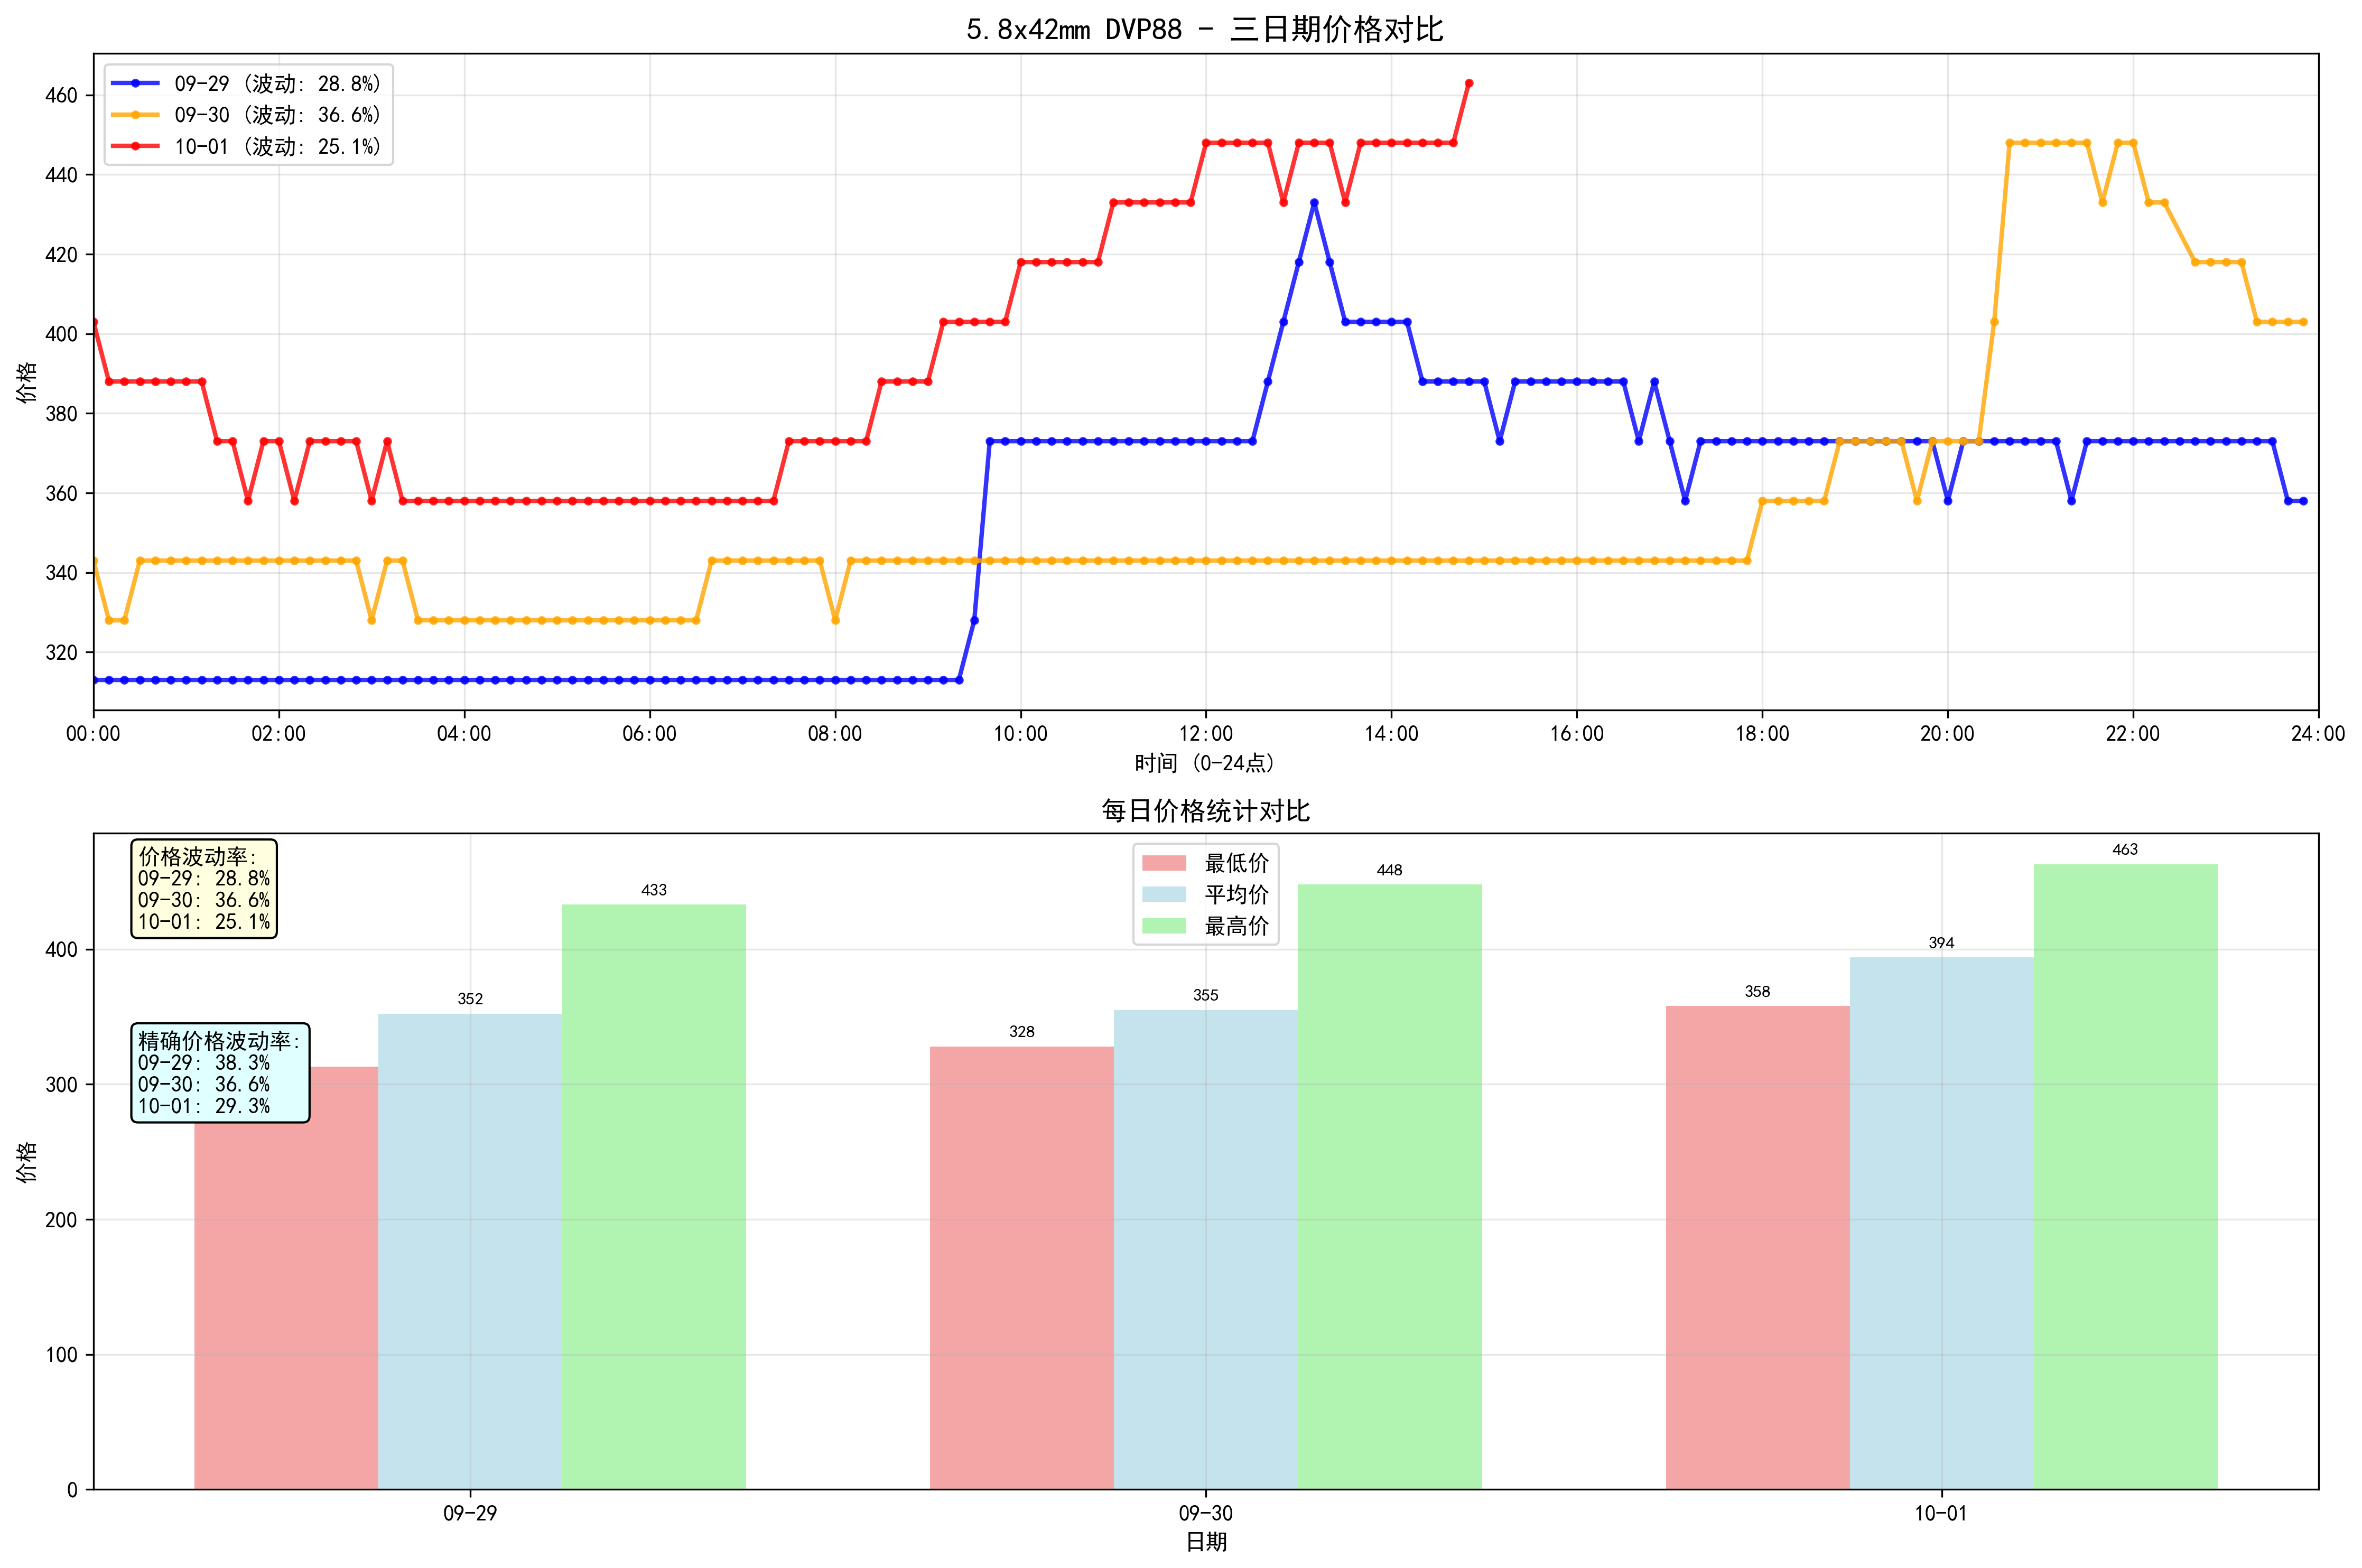 5.8x42mm DVP88 - 三日期价格对比
09-29 (波动: 28.8%)
09-30 (波动: 36.6%)
10-01 (波动: 25.1%)
460
440
420
400
380
360
340
320
价格
00:00 02:00 04:00 06:00 08:00 10:00 12:00 14:00 16:00 18:00 20:00 22:00 24:00
时间 (0-24点)
每日价格统计对比
价格波动率:
09-29: 28.8%
09-30: 36.6%
10-01: 25.1%
精确价格波动率:
09-29: 38.3%
09-30: 36.6%
10-01: 29.3%
最低价
平均价
最高价
352
433
328
355
448
358
394
463
400
300
200
100
0
价格
09-29 09-30 10-01
日期